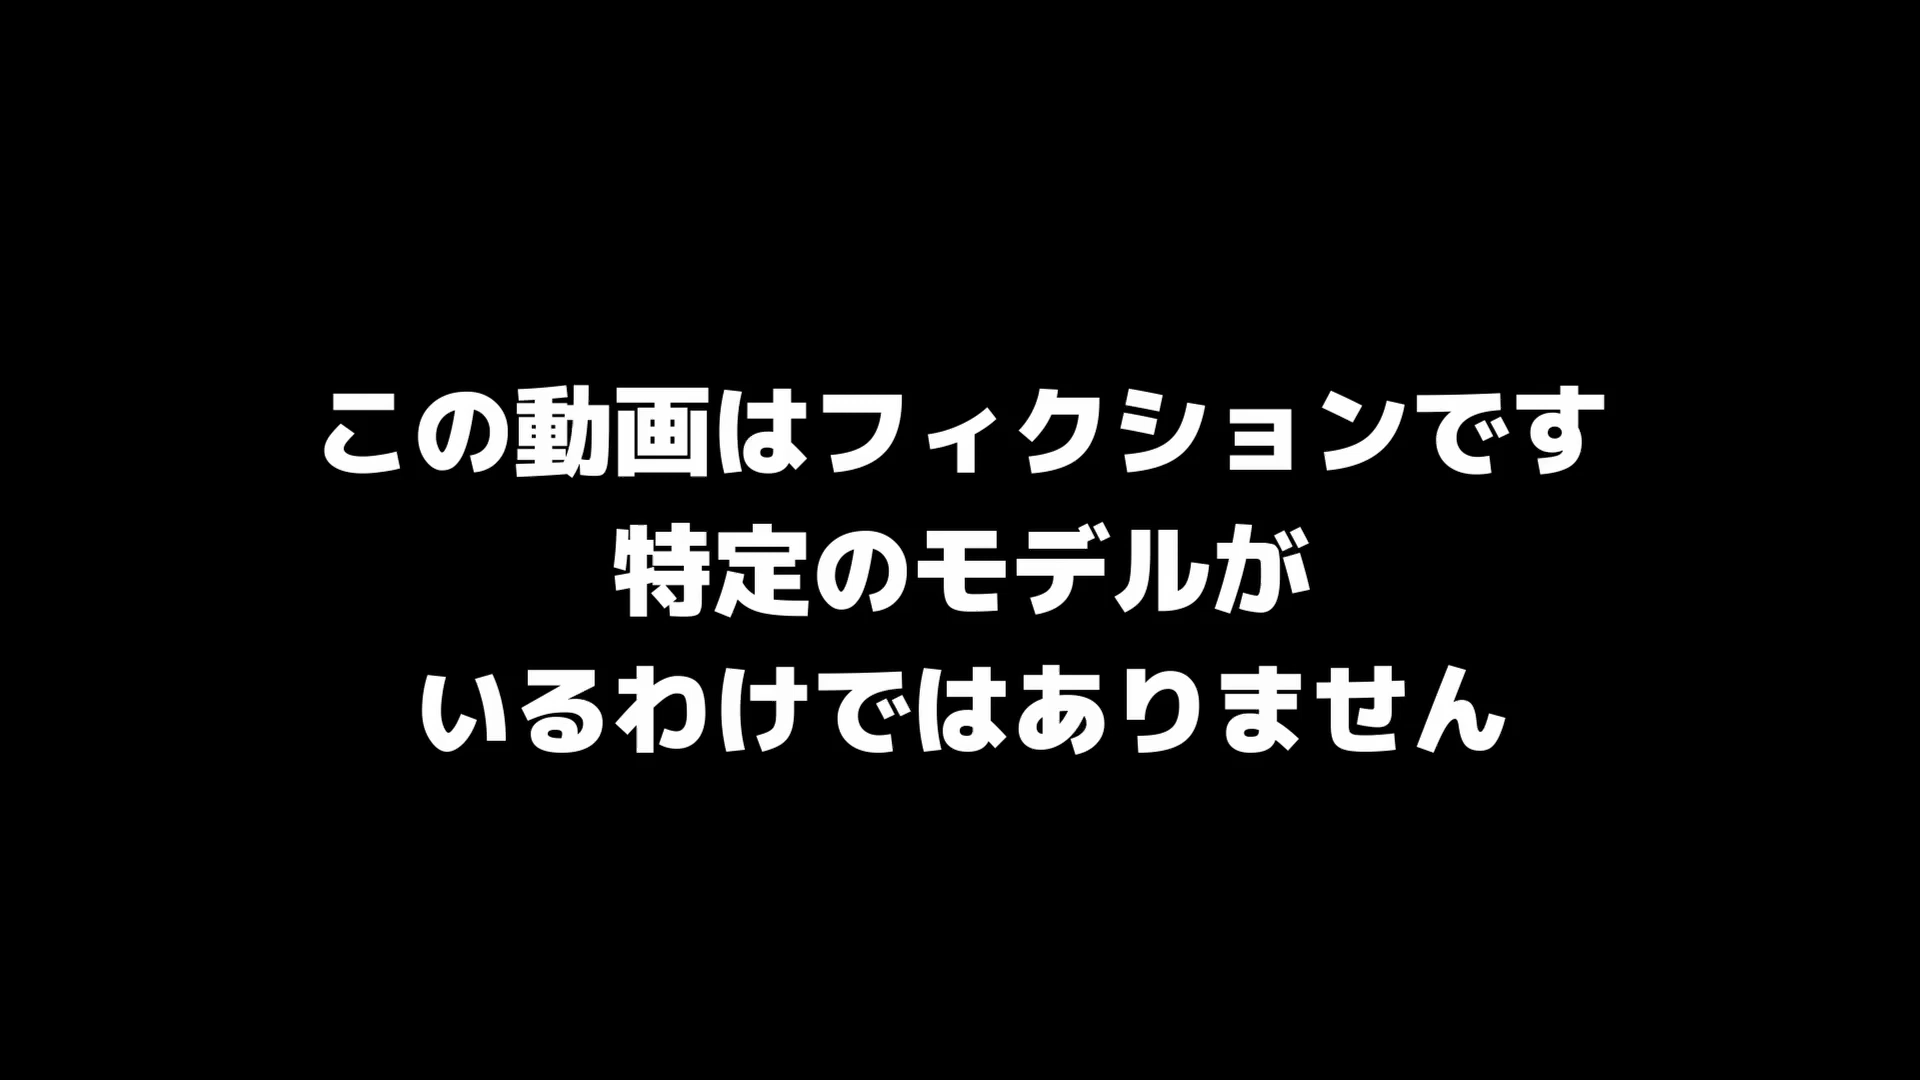 この動画はフィクションです
特定のモデルが
いるわけではありません